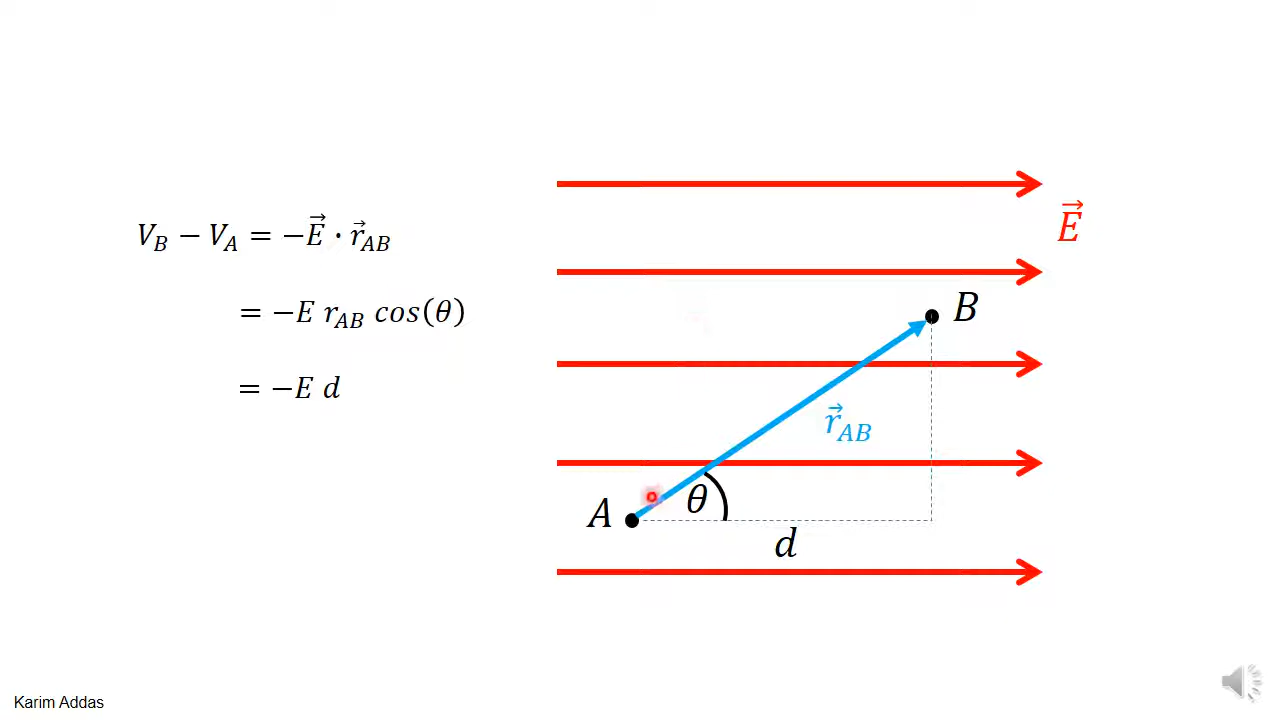 V_B − V_A = −E⃗ · r⃗_AB
= −E r_AB cos(θ)
= −E d
E⃗
B
r⃗_AB
A
θ
d
Karim Addas